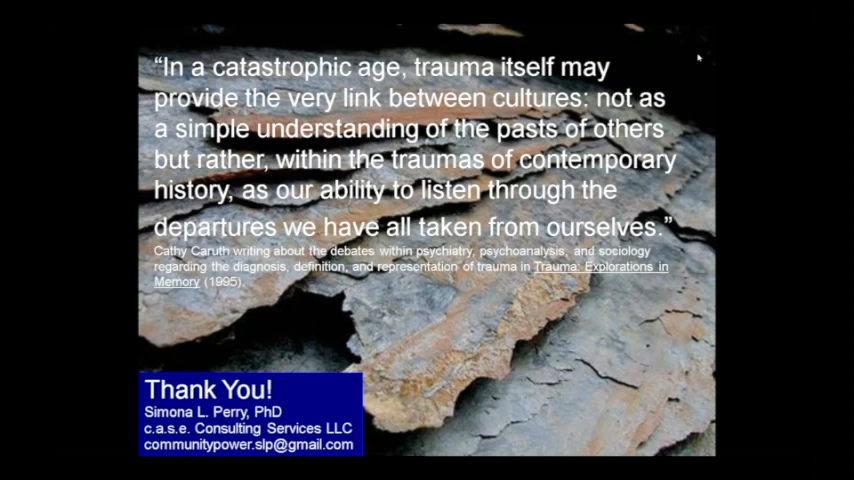 “In a catastrophic age, trauma itself may
provide the very link between cultures: not as
a simple understanding of the pasts of others
but rather, within the traumas of contemporary
history, as our ability to listen through the
departures we have all taken from ourselves.”
Cathy Caruth writing about the debates within psychiatry, psychoanalysis, and sociology
regarding the diagnosis, definition, and representation of trauma in Trauma: Explorations in
Memory (1995).
Thank You!
Simona L. Perry, PhD
c.a.s.e. Consulting Services LLC
communitypower.slp@gmail.com